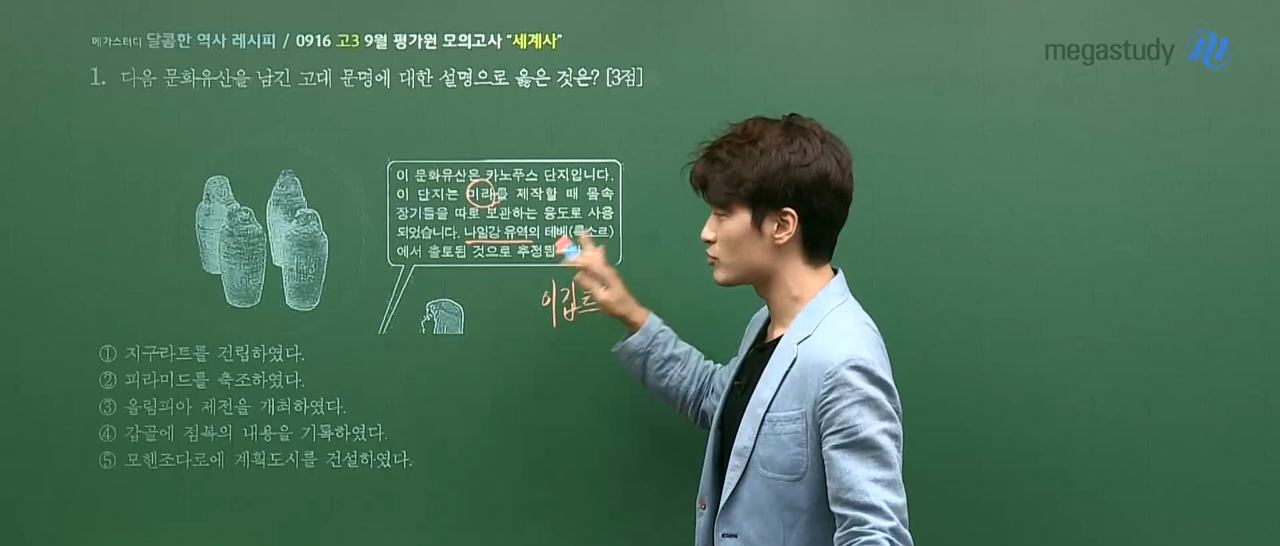 메가스터디 달콤한 역사 레시피 / 0916 고3 9월 평가원 모의고사 "세계사"
megastudy
1. 다음 문화유산을 남긴 고대 문명에 대한 설명으로 옳은 것은? [3점]
이 문화유산은 카노푸스 단지입니다.
이 단지는 미라를 제작할 때 몸속
장기들을 따로 보관하는 용도로 사용
되었습니다. 나일강 유역의 테베(룩소르)
에서 출토된 것으로 추정됩
이집트
① 지구라트를 건립하였다.
② 피라미드를 축조하였다.
③ 올림피아 제전을 개최하였다.
④ 갑골에 점복의 내용을 기록하였다.
⑤ 모헨조다로에 계획도시를 건설하였다.